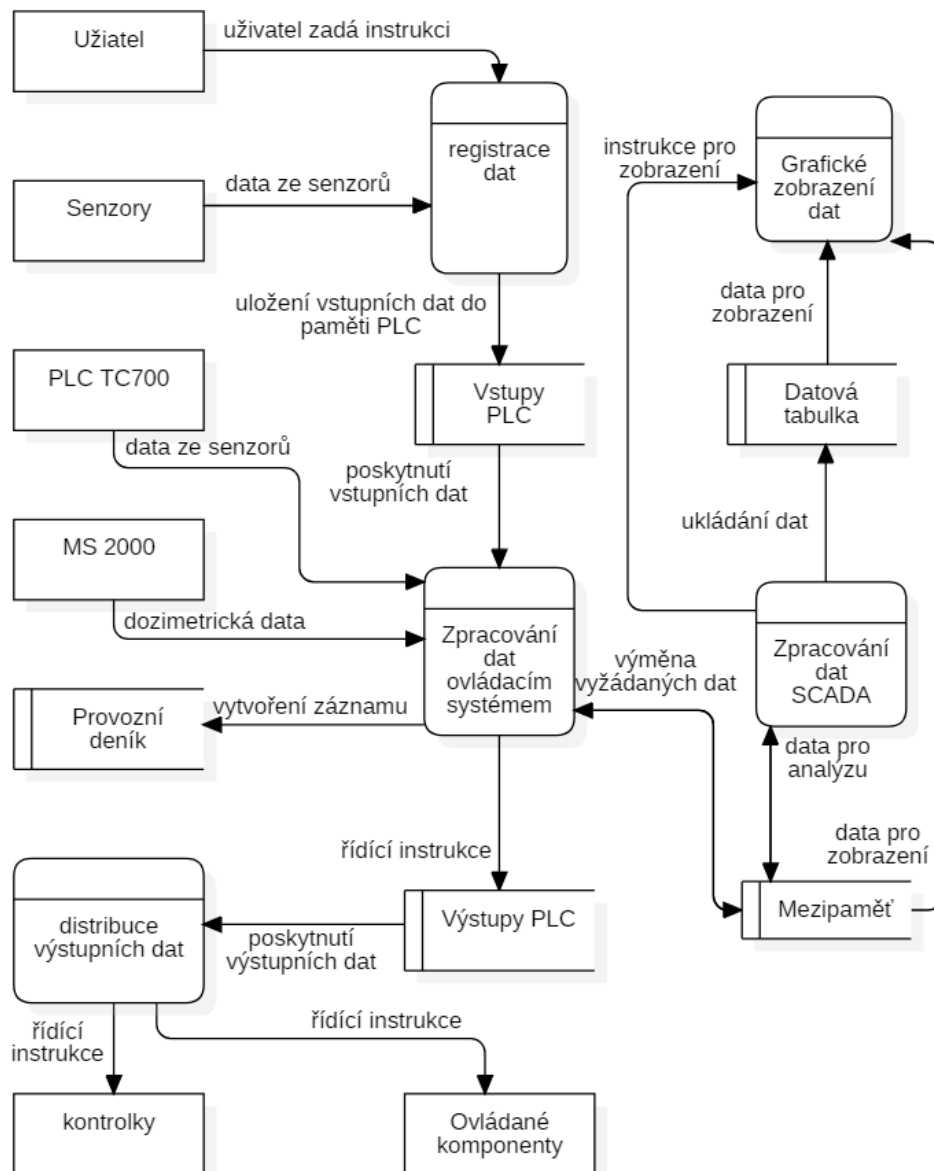 Užiatel
uživatel zadá instrukci
registrace
dat
Senzory
data ze senzorů
instrukce pro
zobrazení
Grafické
zobrazení
dat
uložení vstupních dat do
paměti PLC
data pro
zobrazení
PLC TC700
Vstupy
PLC
Datová
tabulka
data ze senzorů
poskytnutí
vstupních dat
ukládání dat
MS 2000
dozimetrická data
Zpracování
dat
ovládacím
systémem
výměna
vyžádaných dat
Zpracování
dat
SCADA
Provozní
deník
vytvoření záznamu
data pro
analýzu
řídící instrukce
data pro
zobrazení
distribuce
výstupních dat
poskytnutí
výstupních dat
Výstupy PLC
Mezipaměť
řídící
instrukce
řídící instrukce
kontrolky
Ovládané
komponenty